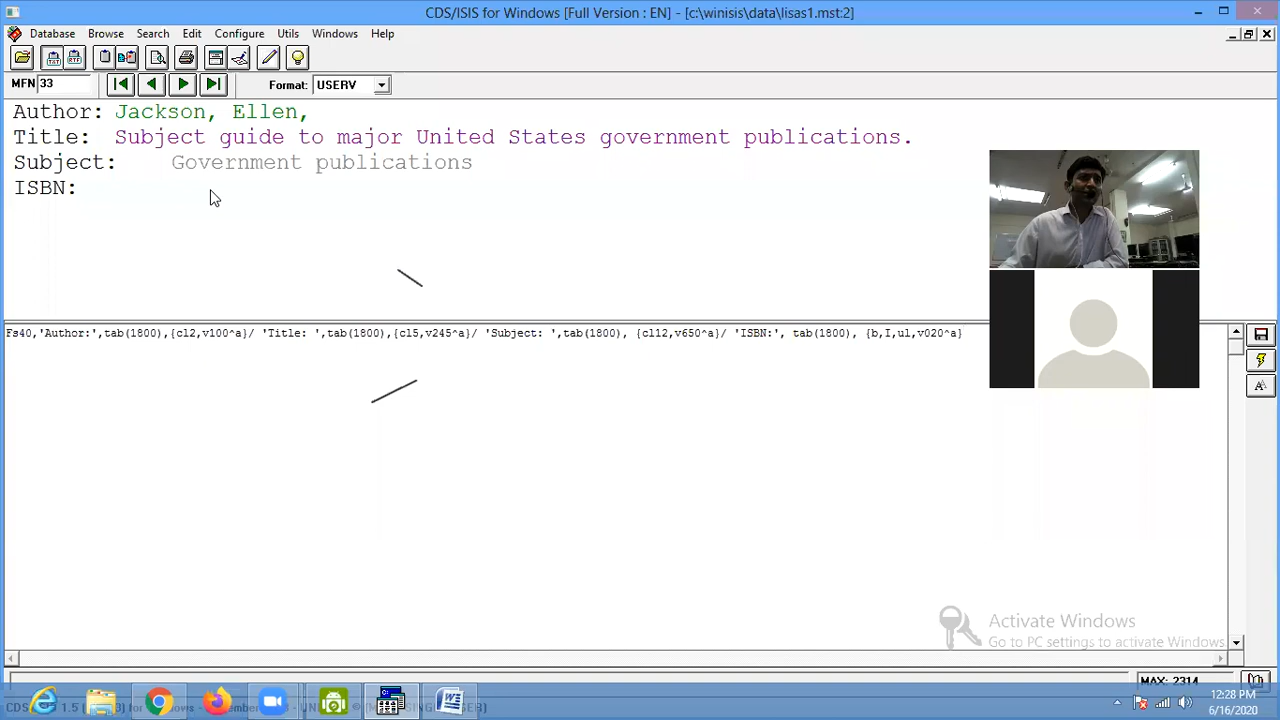 CDS/ISIS for Windows [Full Version : EN] - [c:\winisis\data\lisas1.mst:2]
Database Browse Search Edit Configure Utils Windows Help
MFN 33 Format: USERV
Author: Jackson, Ellen,
Title: Subject guide to major United States government publications.
Subject: Government publications
ISBN:
Fs40,'Author:',tab(1800),{cl2,v100^a}/ 'Title: ',tab(1800),{cl5,v245^a}/ 'Subject: ',tab(1800), {cl12,v650^a}/ 'ISBN:', tab(1800), {b,I,ul,v020^a}
Activate Windows
Go to PC settings to activate Windows
MAX: 2314
12:28 PM
6/16/2020